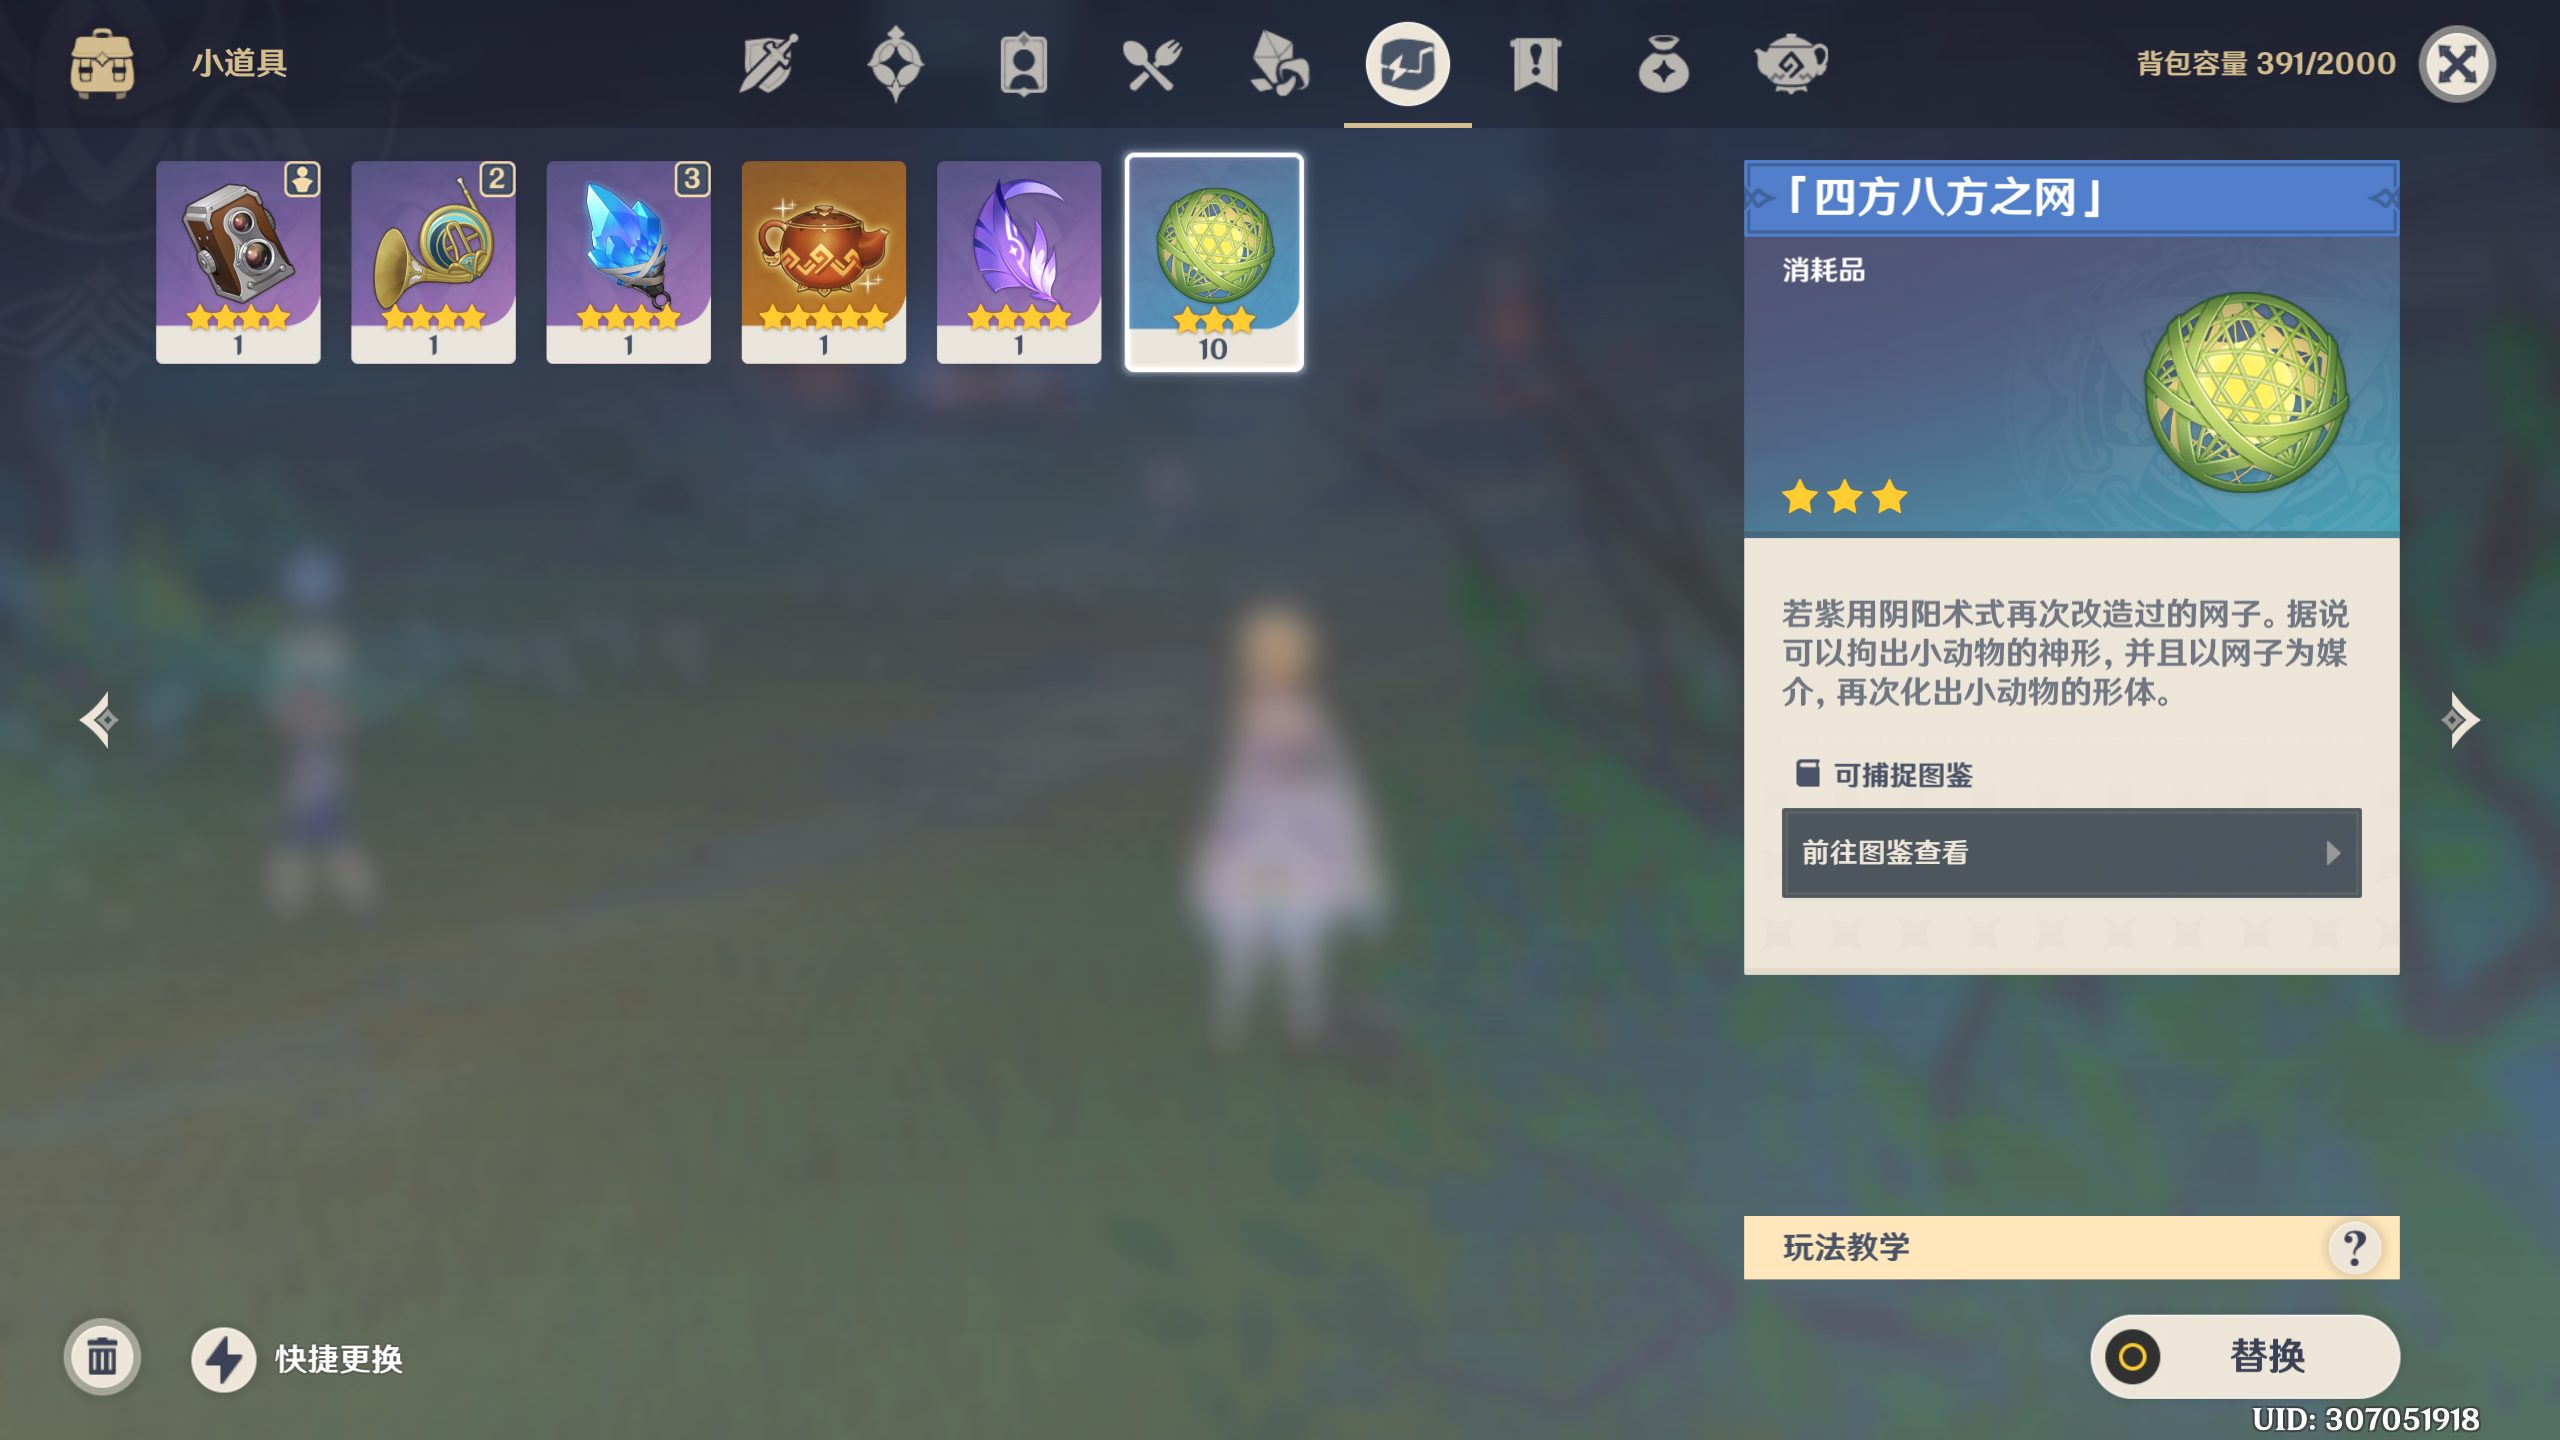 小道具
背包容量 391/2000
2
3
1
1
1
1
1
10
「四方八方之网」
消耗品
若紫用阴阳术式再次改造过的网子。据说
可以拘出小动物的神形，并且以网子为媒
介，再次化出小动物的形体。
可捕捉图鉴
前往图鉴查看
玩法教学
?
快捷更换
替换
UID: 307051918